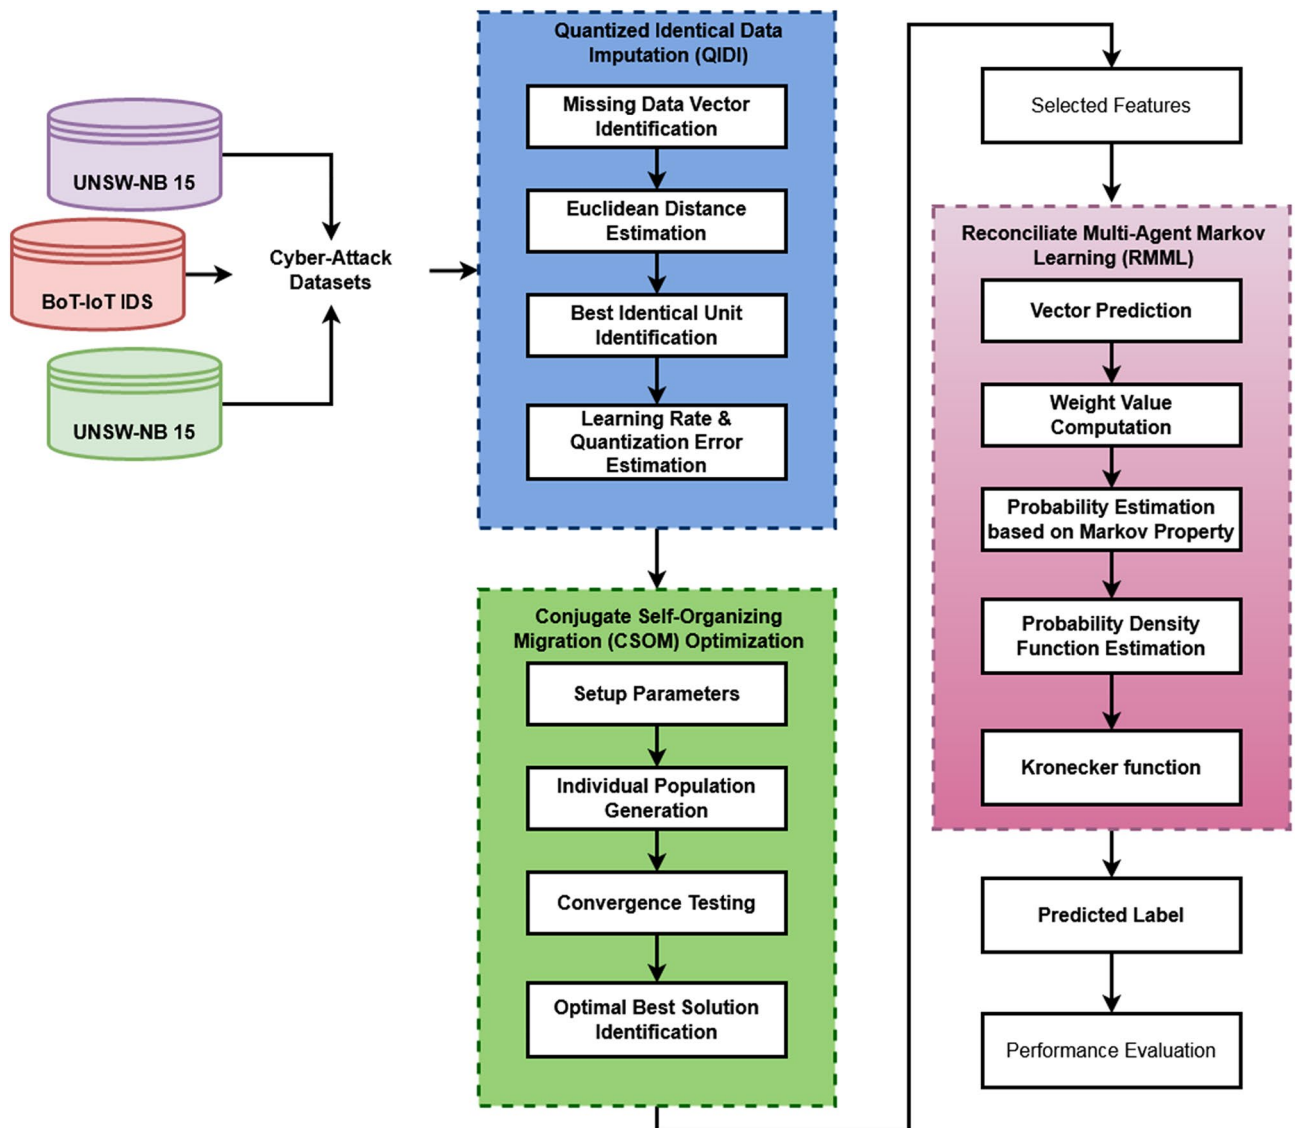 UNSW-NB 15
BoT-IoT IDS
UNSW-NB 15
Cyber-Attack
Datasets
Quantized Identical Data
Imputation (QIDI)
Missing Data Vector
Identification
Euclidean Distance
Estimation
Best Identical Unit
Identification
Learning Rate &
Quantization Error
Estimation
Conjugate Self-Organizing
Migration (CSOM) Optimization
Setup Parameters
Individual Population
Generation
Convergence Testing
Optimal Best Solution
Identification
Selected Features
Reconciliate Multi-Agent Markov
Learning (RMML)
Vector Prediction
Weight Value
Computation
Probability Estimation
based on Markov Property
Probability Density
Function Estimation
Kronecker function
Predicted Label
Performance Evaluation